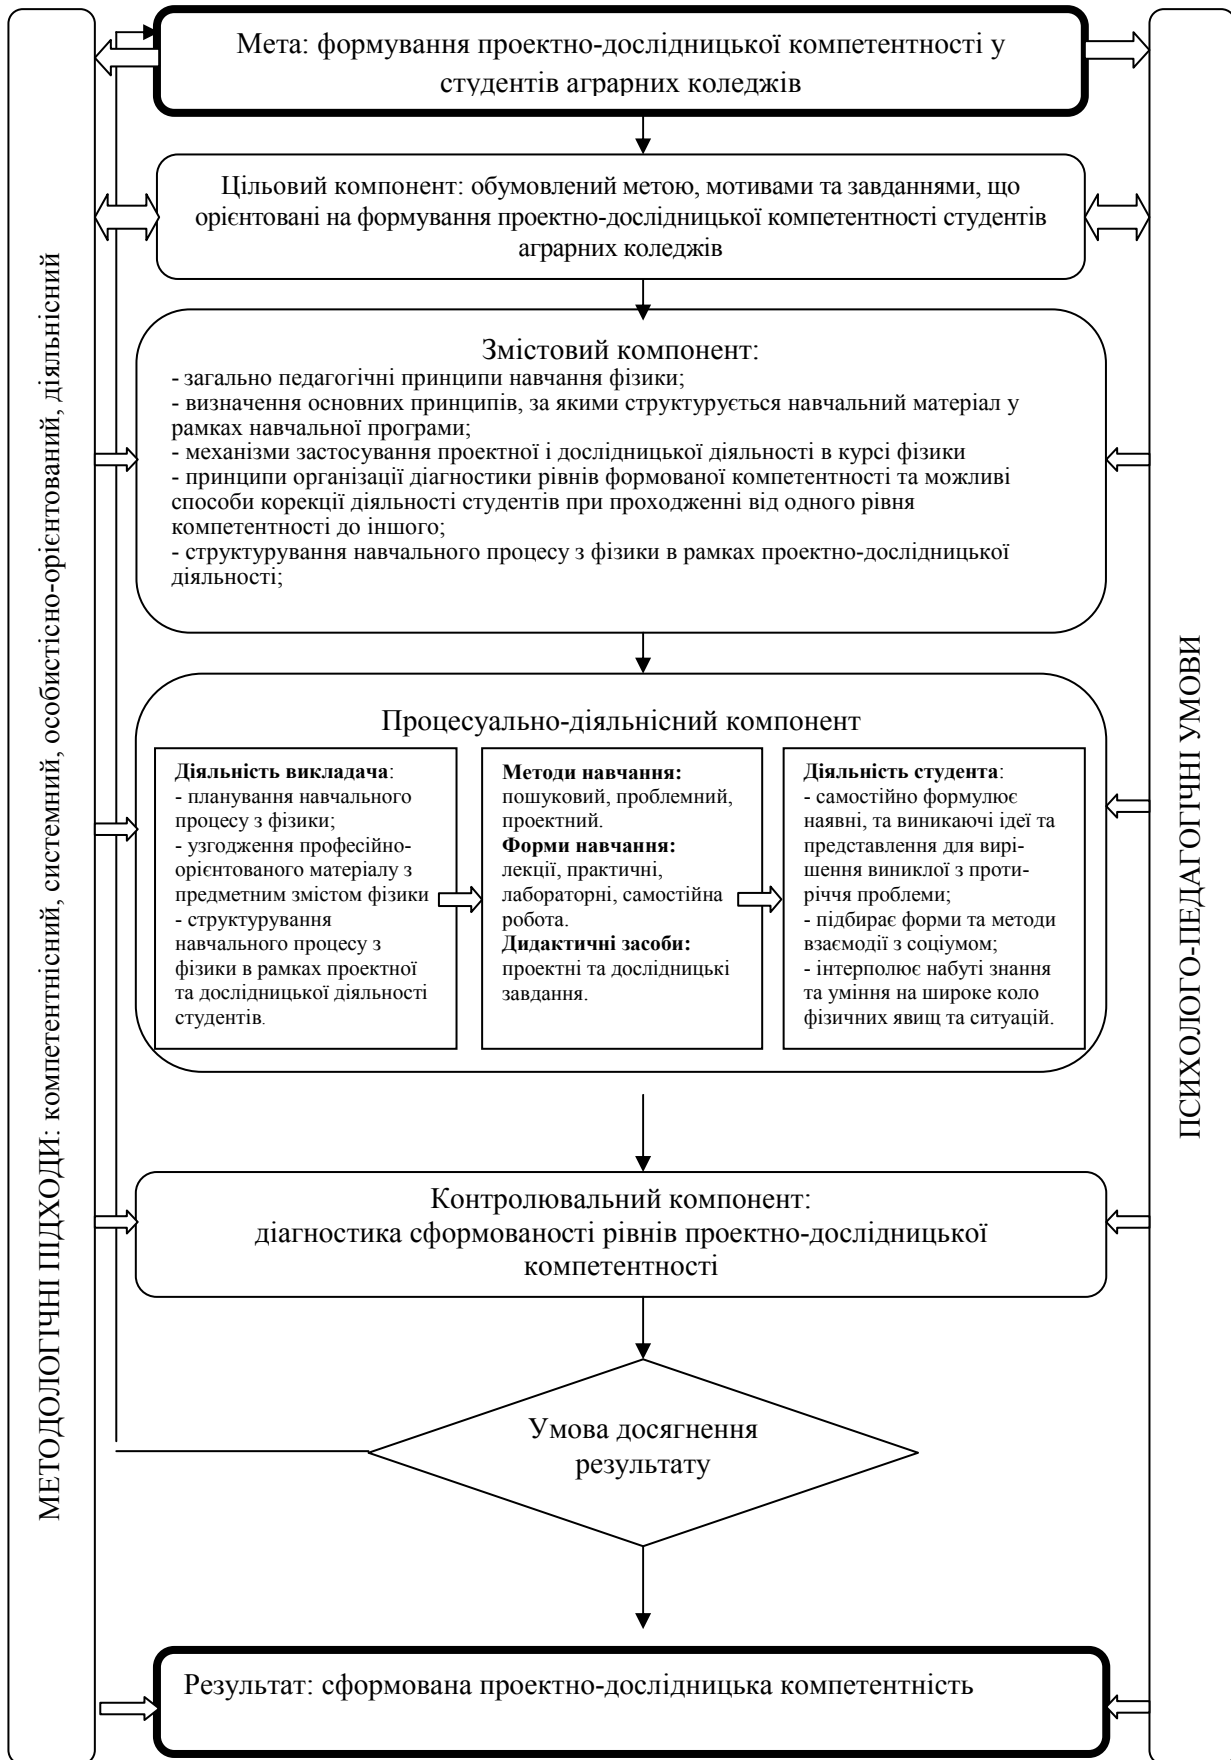 Мета: формування проектно-дослідницької компетентності у
студентів аграрних коледжів
Цільовий компонент: обумовлений метою, мотивами та завданнями, що
орієнтовані на формування проектно-дослідницької компетентності студентів
аграрних коледжів
МЕТОДОЛОГІЧНІ ПІДХОДИ: компетентнісний, системний, особистісно-орієнтований, діяльнісний
Змістовий компонент:
- загально педагогічні принципи навчання фізики;
- визначення основних принципів, за якими структурується навчальний матеріал у
рамках навчальної програми;
- механізми застосування проектної і дослідницької діяльності в курсі фізики
- принципи організації діагностики рівнів формованої компетентності та можливі
способи корекції діяльності студентів при проходженні від одного рівня
компетентності до іншого;
- структурування навчального процесу з фізики в рамках проектно-дослідницької
діяльності;
ПСИХОЛОГО-ПЕДАГОГІЧНІ УМОВИ
Процесуально-діяльнісний компонент
Діяльність викладача:
- планування навчального
процесу з фізики;
- узгодження професійно-
орієнтованого матеріалу з
предметним змістом фізики
- структурування
навчального процесу з
фізики в рамках проектної
та дослідницької діяльності
студентів.
Методи навчання:
пошуковий, проблемний,
проектний.
Форми навчання:
лекції, практичні,
лабораторні, самостійна
робота.
Дидактичні засоби:
проектні та дослідницькі
завдання.
Діяльність студента:
- самостійно формулює
наявні, та виникаючі ідеї та
представлення для вирі-
шення виниклої з проти-
річчя проблеми;
- підбирає форми та методи
взаємодії з соціумом;
- інтерполює набуті знання
та уміння на широке коло
фізичних явищ та ситуацій.
Контролювальний компонент:
діагностика сформованості рівнів проектно-дослідницької
компетентності
Умова досягнення
результату
Результат: сформована проектно-дослідницька компетентність